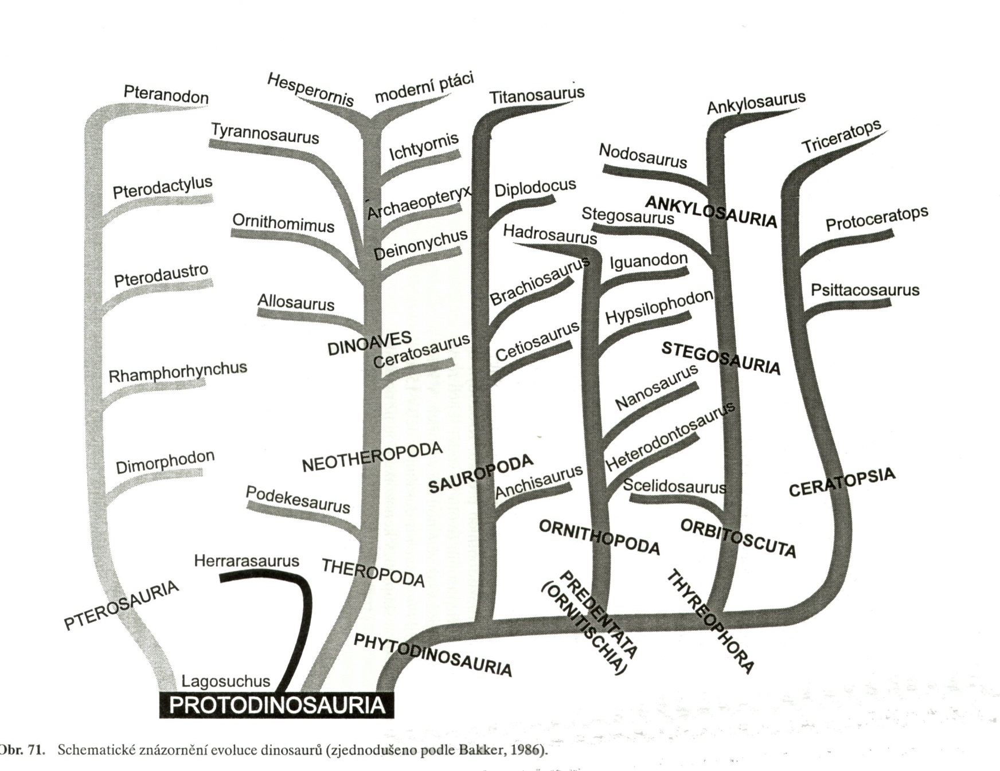 Hesperornis
moderní ptáci
Pteranodon
Titanosaurus
Ankylosaurus
Tyrannosaurus
Triceratops
Ichtyornis
Nodosaurus
Pterodactylus
Diplodocus
Archaeopteryx
ANKYLOSAURIA
Stegosaurus
Protoceratops
Ornithomimus
Hadrosaurus
Deinonychus
Iguanodon
Pterodaustro
Brachiosaurus
Psittacosaurus
Allosaurus
Hypsilophodon
DINOAVES
Ceratosaurus
Cetiosaurus
STEGOSAURIA
Rhamphorhynchus
Nanosaurus
Heterodontosaurus
NEOTHEROPODA
Dimorphodon
SAUROPODA
Anchisaurus
Scelidosaurus
CERATOPSIA
Podekesaurus
ORNITHOPODA
ORBITOSCUTA
Herrarasaurus
THEROPODA
PTEROSAURIA
PREDENTATA
(ORNITISCHIA)
THYREOPHORA
PHYTODINOSAURIA
Lagosuchus
PROTODINOSAURIA
Obr. 71. Schematické znázornění evoluce dinosaurů (zjednodušeno podle Bakker, 1986).